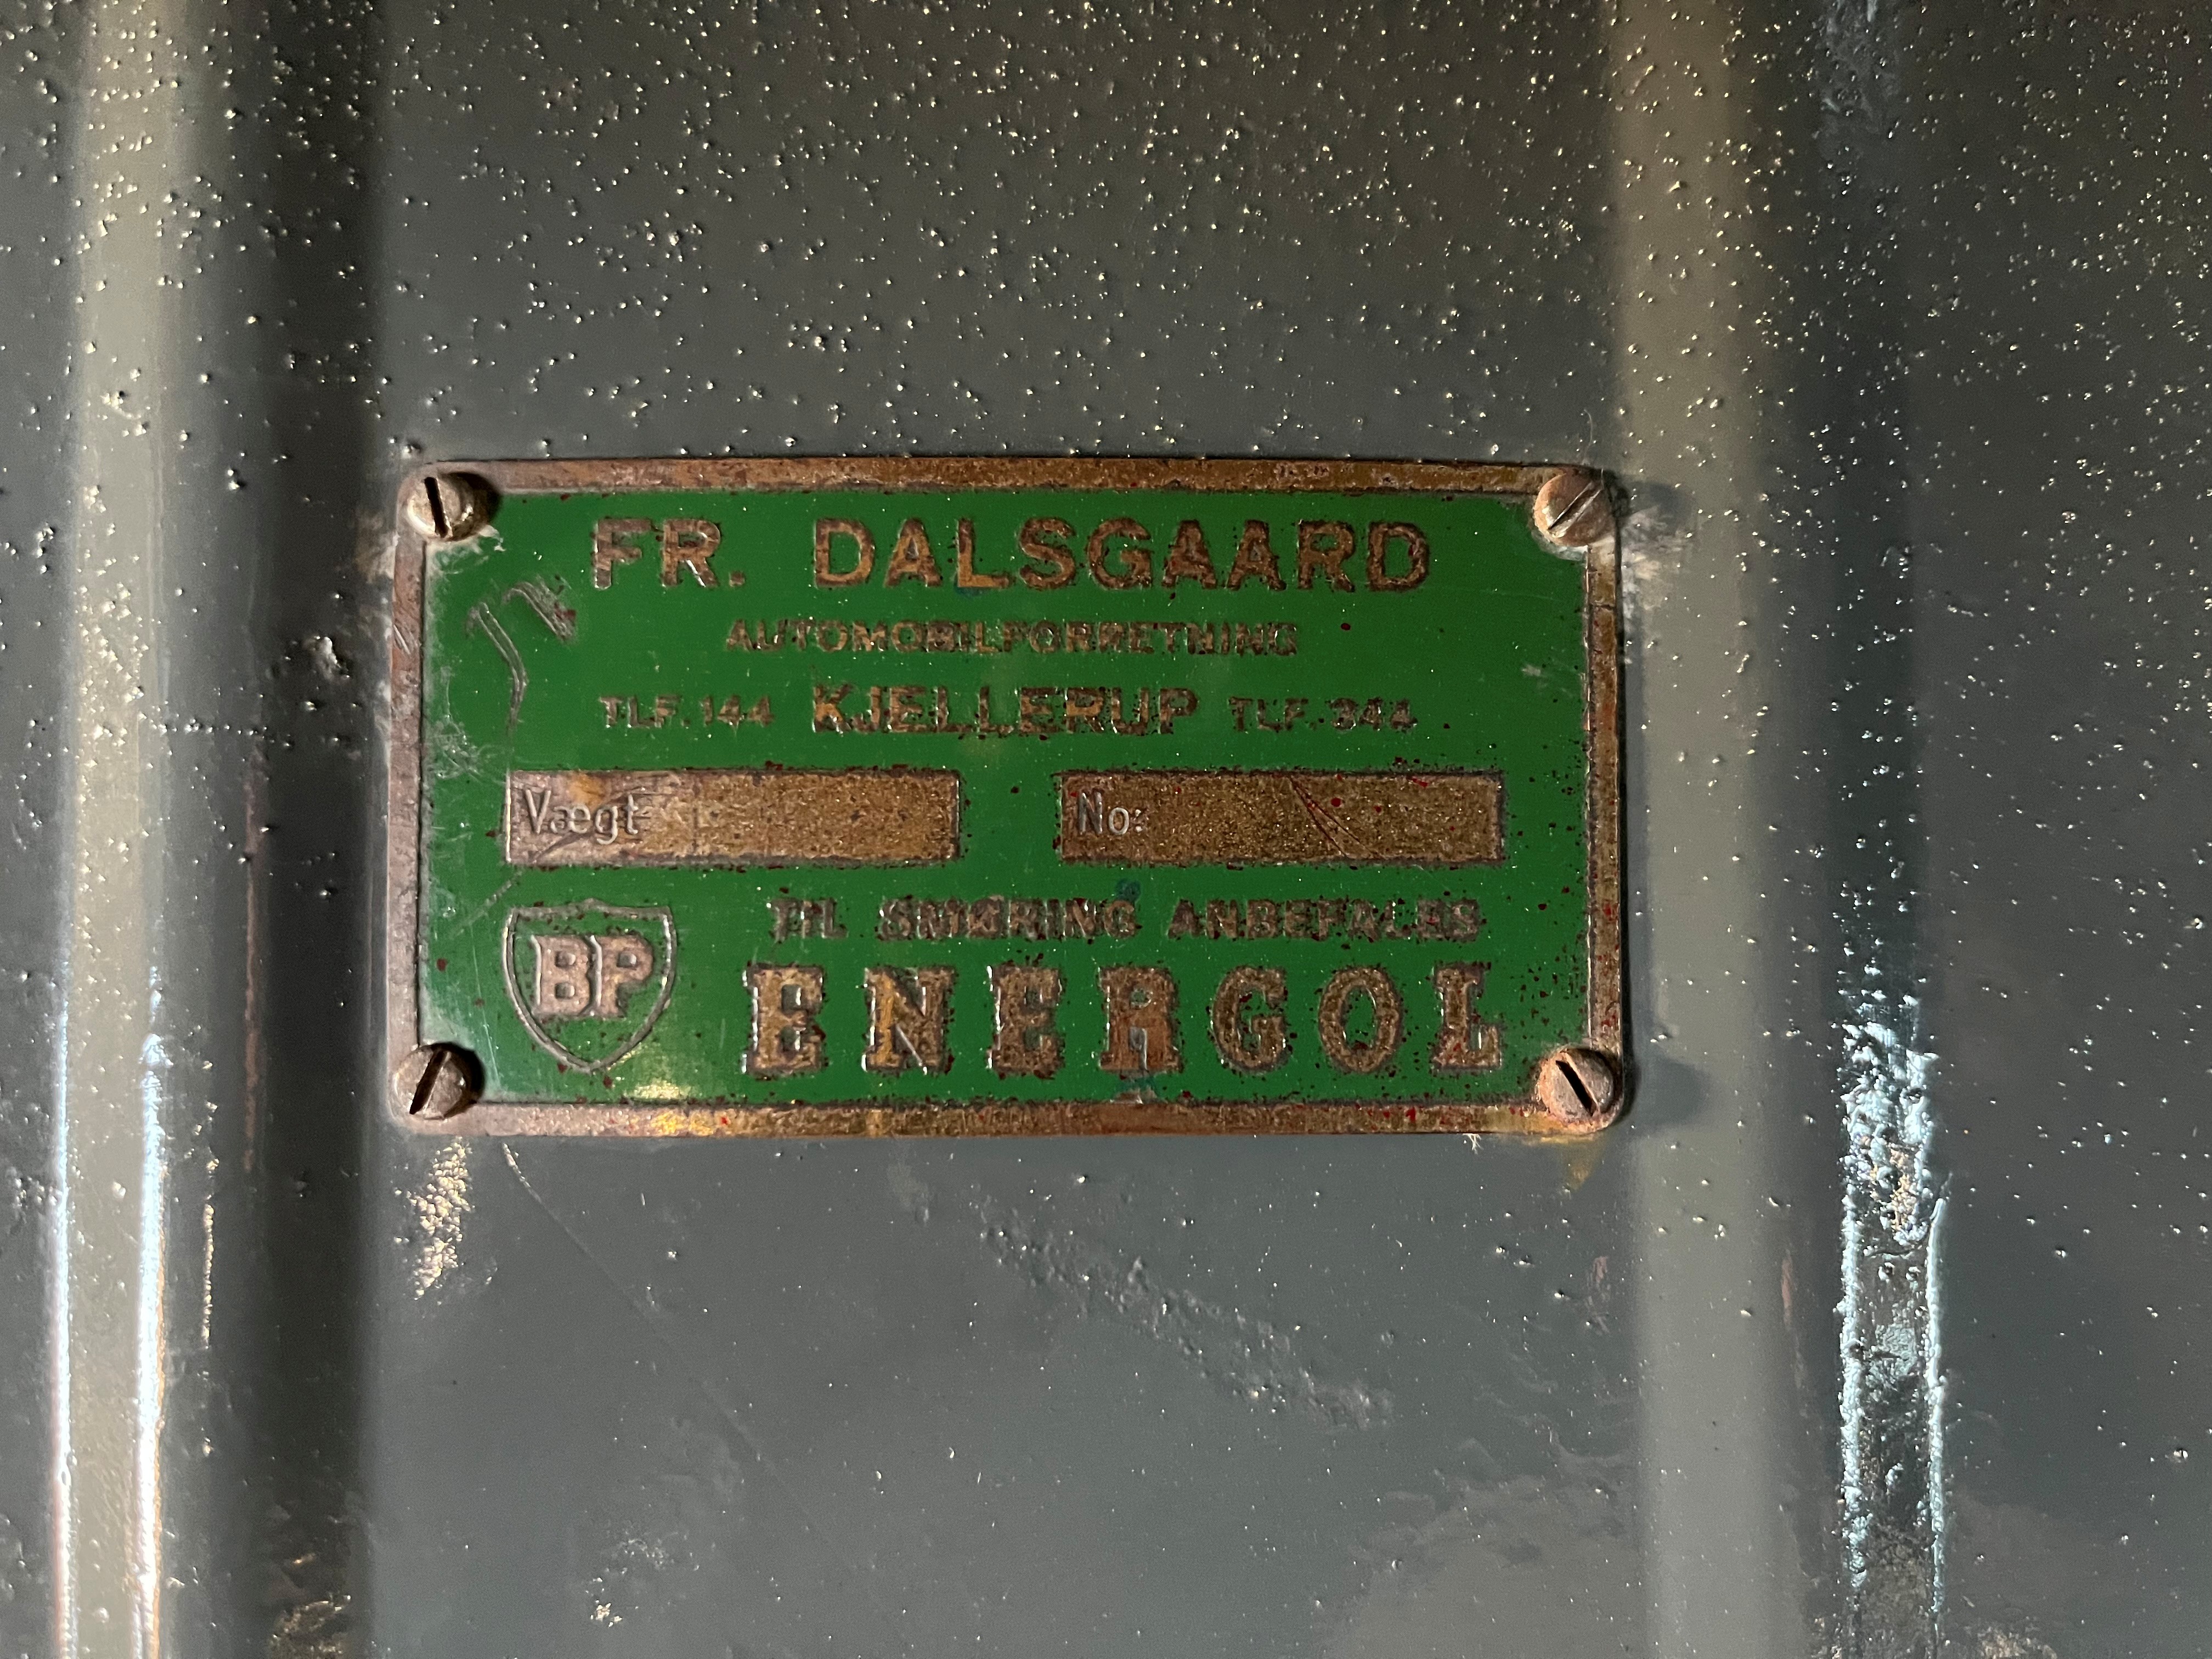 FR. DALSGAARD
AUTOMOBILFORRETNING
TLF. 144 KJELLERUP TLF. 344
Vægt No:
TIL SMØRING ANBEFALES
BP ENERGOL